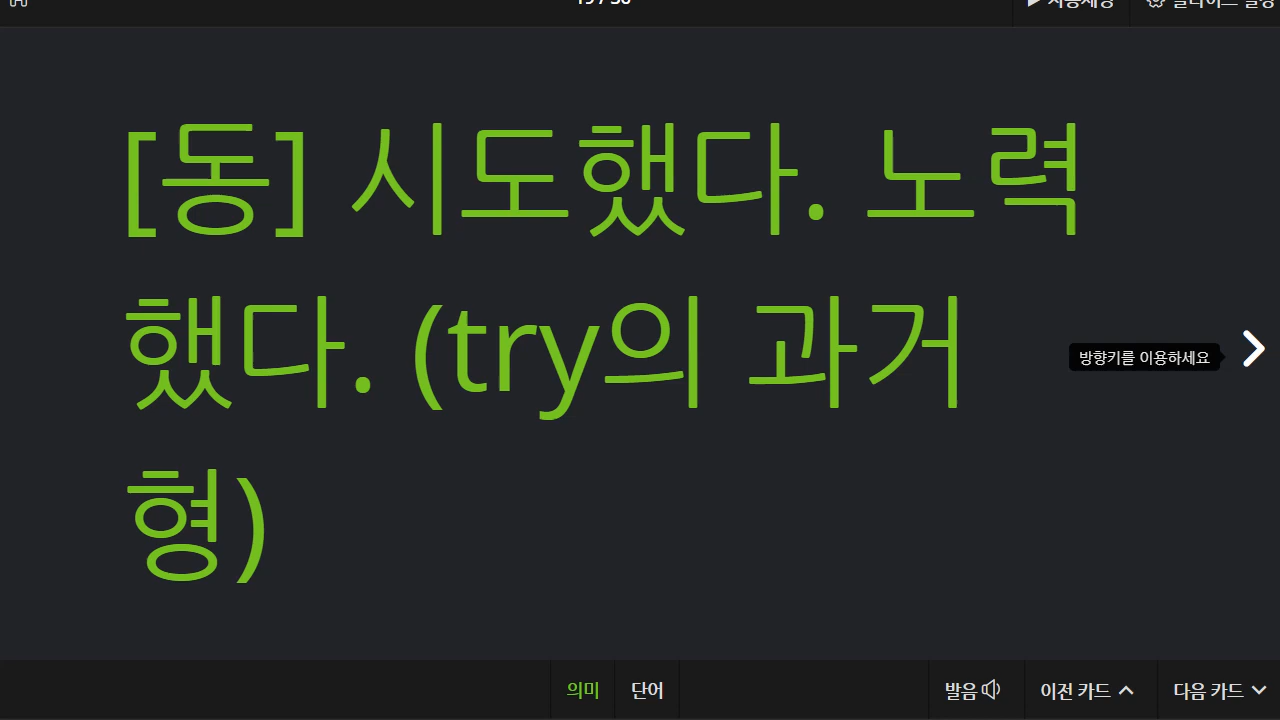 [동] 시도했다. 노력
했다. (try의 과거
형)
방향키를 이용하세요
의미 단어 발음 이전 카드 다음 카드